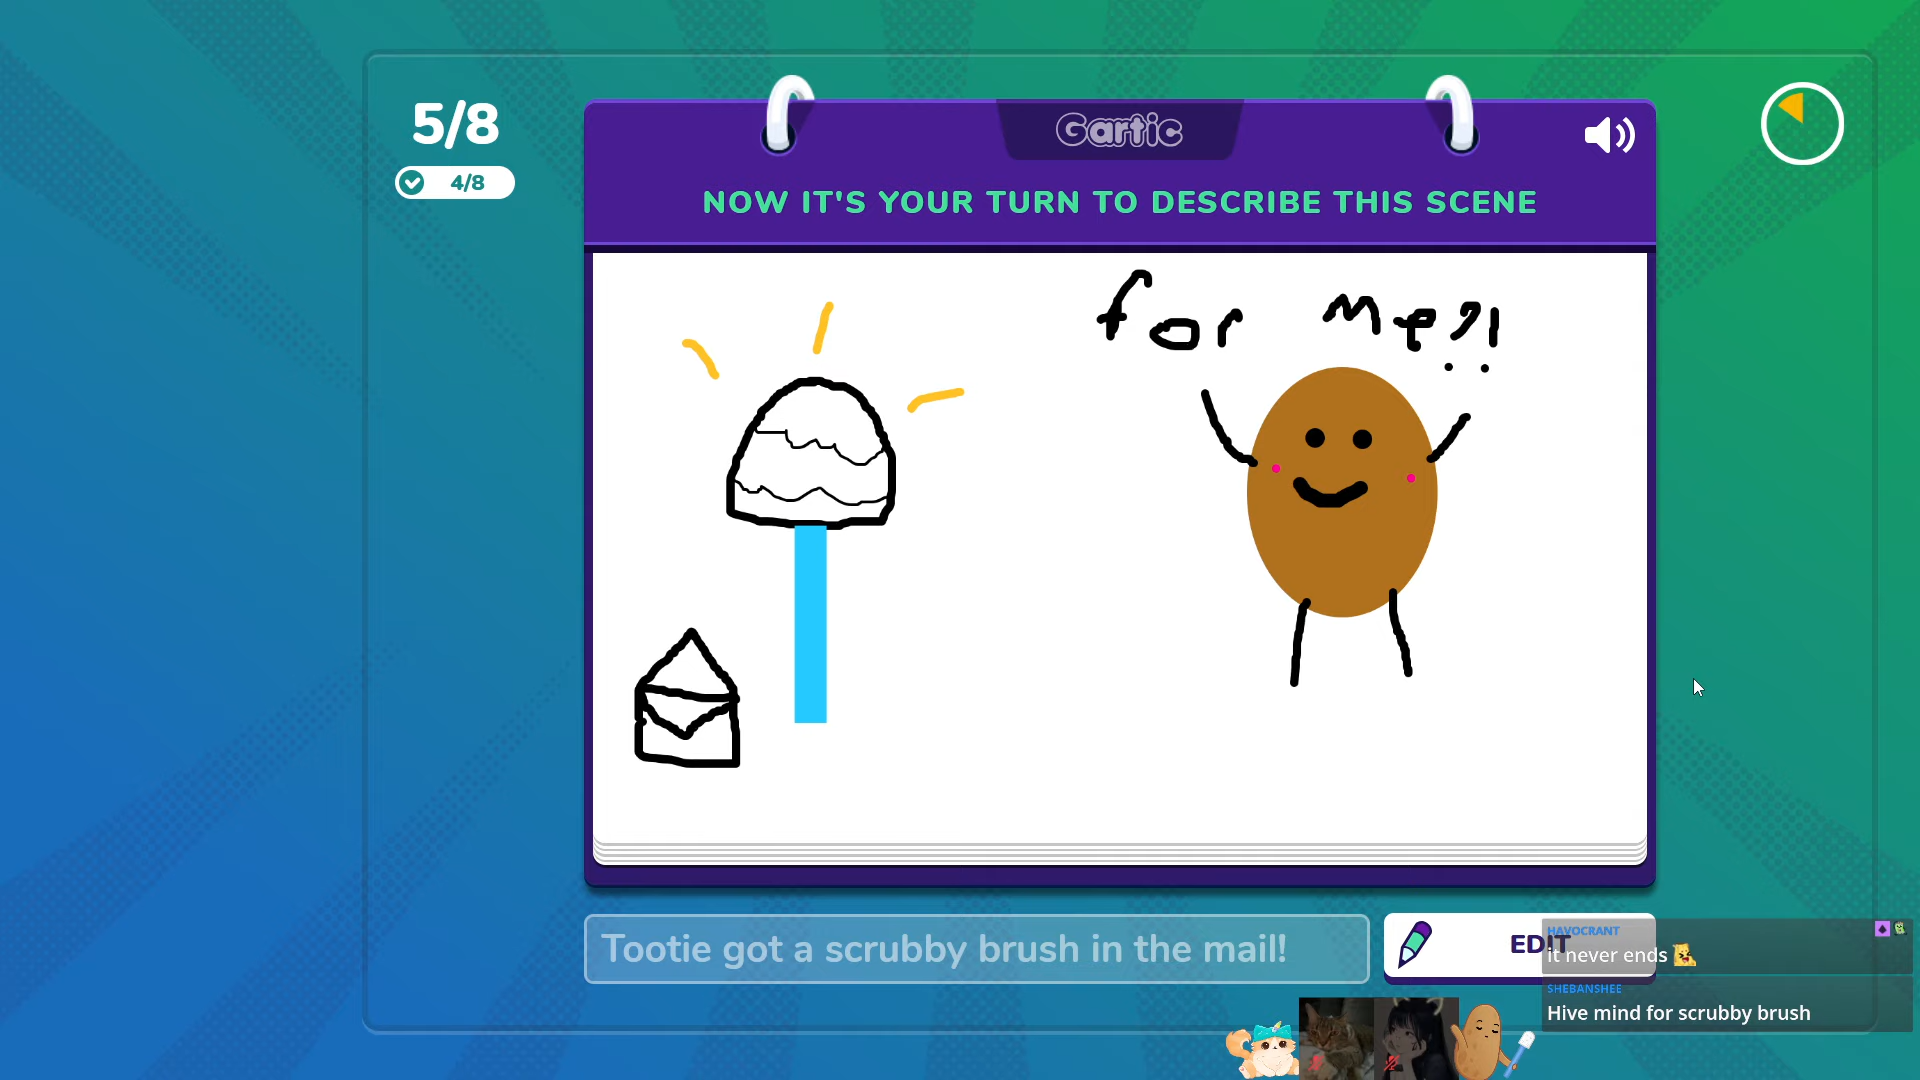 5/8
4/8
Gartic
NOW IT'S YOUR TURN TO DESCRIBE THIS SCENE
for me?!
Tootie got a scrubby brush in the mail!
EDIT
HAVOCRANT
it never ends
SHEBANSHEE
Hive mind for scrubby brush